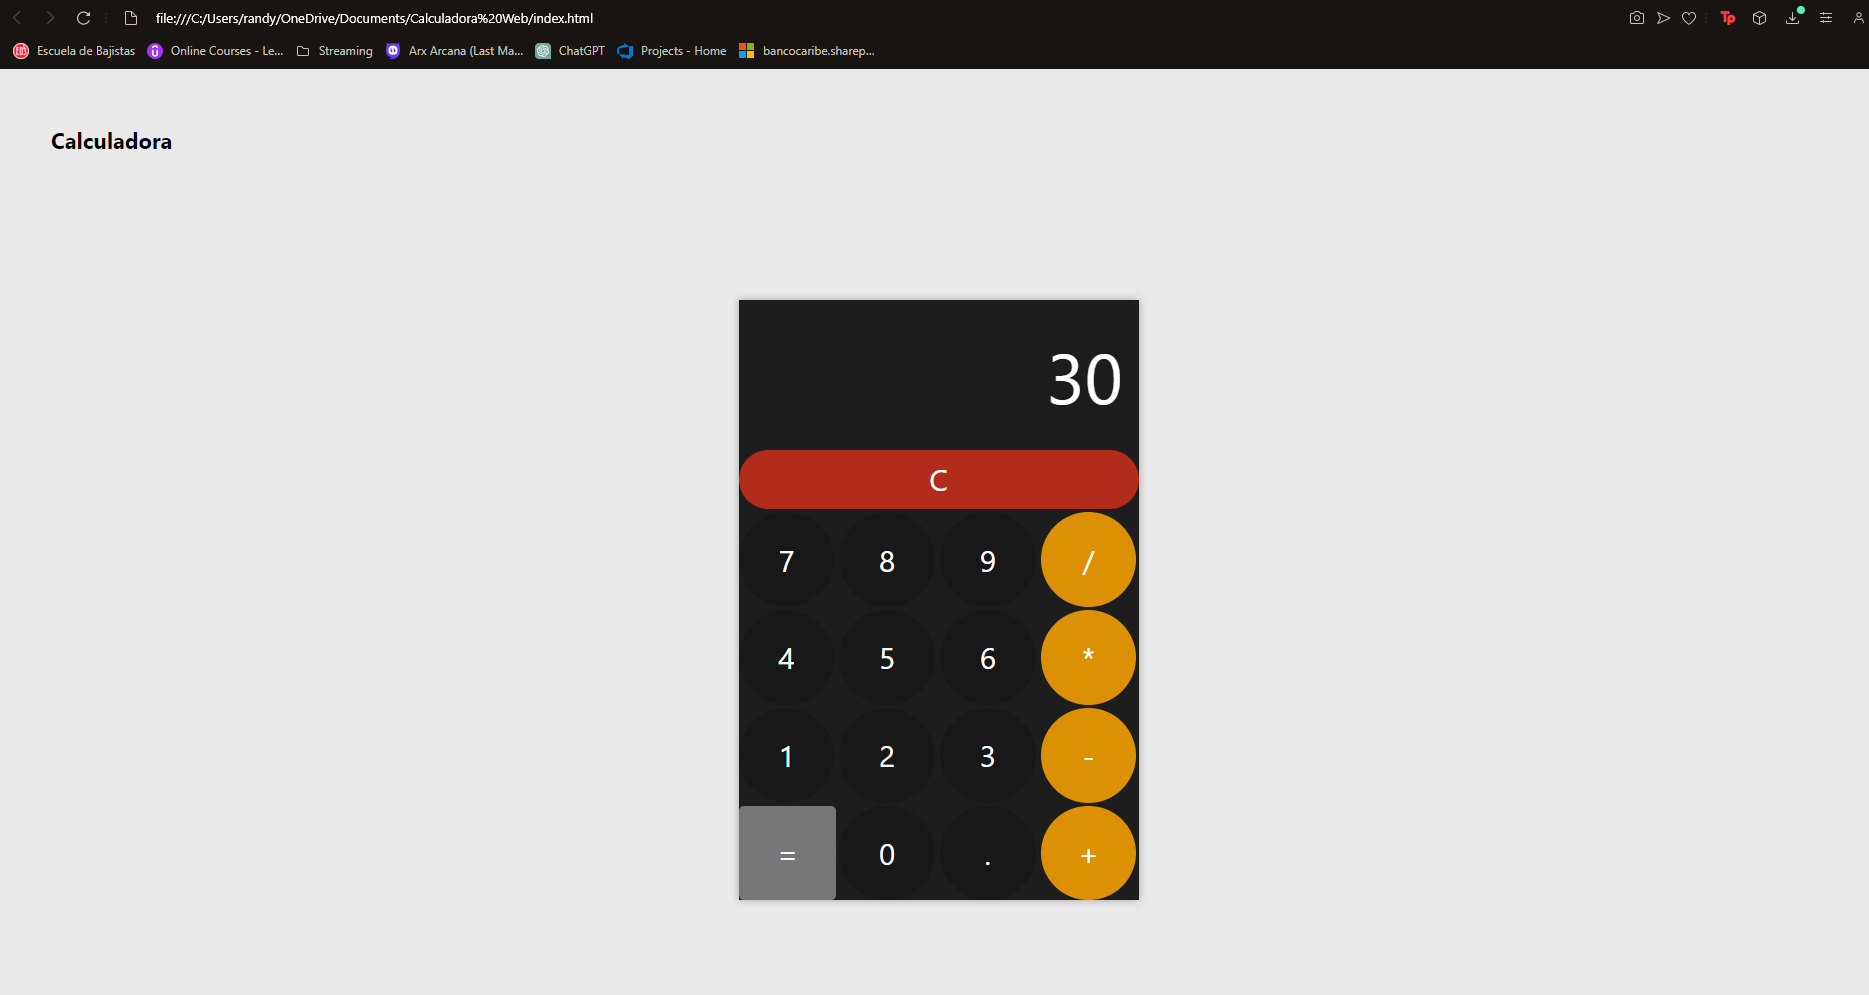 file:///C:/Users/randy/OneDrive/Documents/Calculadora%20Web/index.html
Escuela de Bajistas Online Courses - Le... Streaming Arx Arcana (Last Ma... ChatGPT Projects - Home bancocaribe.sharep...
Calculadora
30
C
7 8 9 /
4 5 6 *
1 2 3 -
= 0 . +